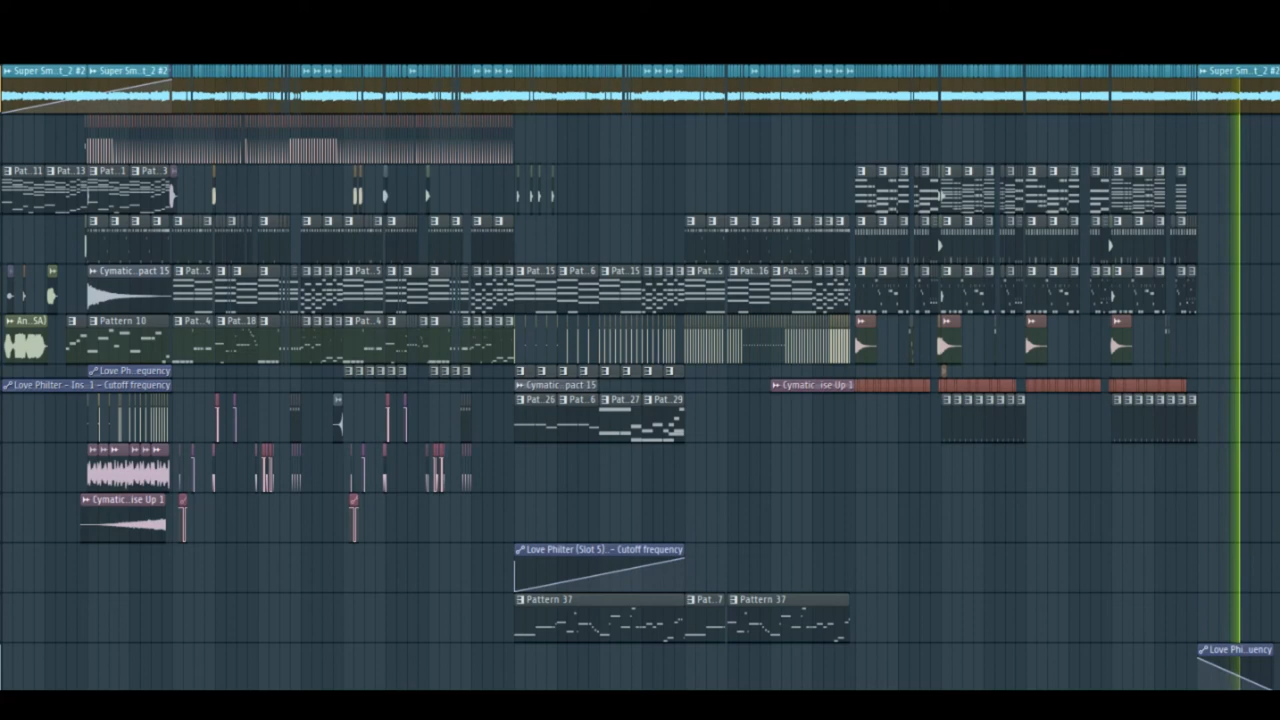 Super Sm..t_2 #2 Super Sm..t_2 #2 Super Sm..t_2 #2
Pat..11 Pat..13 Pat..1 Pat..3
Cymatic..pact 15 Pat..5 Pat..5 Pat..5 Pat..15 Pat..6 Pat..15 Pat..5 Pat..16 Pat..5
An..5A) Pattern 10 Pat..4 Pat..18 Pat..4
Love Ph..equency
Love Philter – Ins..1 – Cutoff frequency Cymatic..pact 15 Cymatic..ise Up 1
Pat..26 Pat..6 Pat..27 Pat..29
Cymatic..ise Up 1
Love Philter (Slot 5)..– Cutoff frequency
Pattern 37 Pat..7 Pattern 37
Love Phi..uency